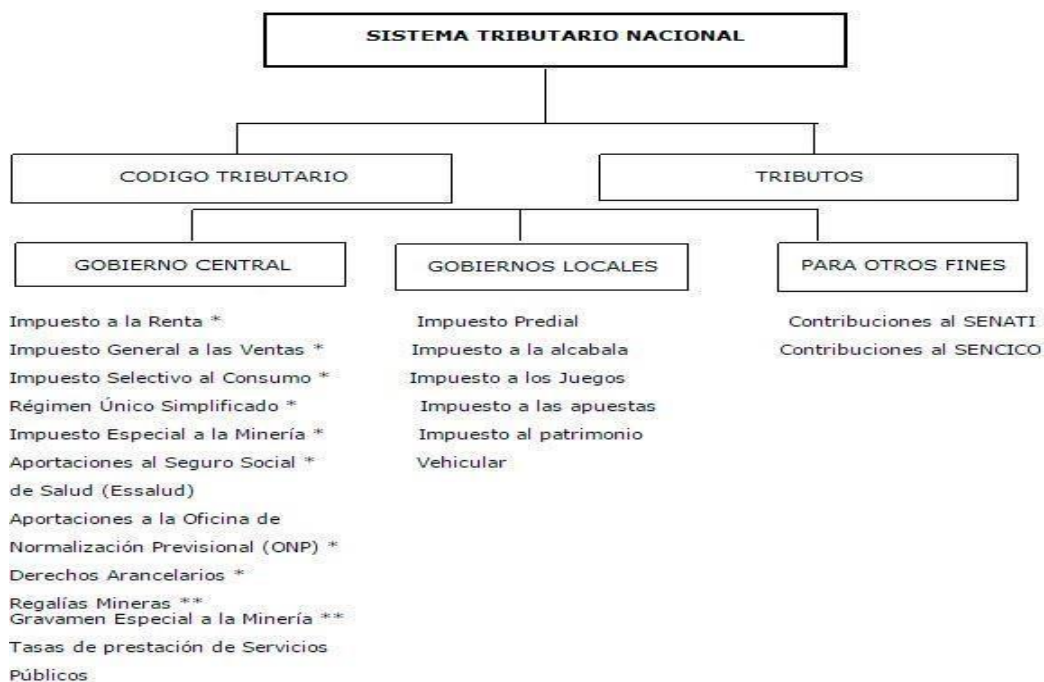 SISTEMA TRIBUTARIO NACIONAL
CODIGO TRIBUTARIO
TRIBUTOS
GOBIERNO CENTRAL
Impuesto a la Renta *
Impuesto General a las Ventas *
Impuesto Selectivo al Consumo *
Régimen Único Simplificado *
Impuesto Especial a la Minería *
Aportaciones al Seguro Social *
de Salud (Essalud)
Aportaciones a la Oficina de
Normalización Previsional (ONP) *
Derechos Arancelarios *
Regalías Mineras **
Gravamen Especial a la Minería **
Tasas de prestación de Servicios
Públicos
GOBIERNOS LOCALES
Impuesto Predial
Impuesto a la alcabala
Impuesto a los Juegos
Impuesto a las apuestas
Impuesto al patrimonio
Vehicular
PARA OTROS FINES
Contribuciones al SENATI
Contribuciones al SENCICO